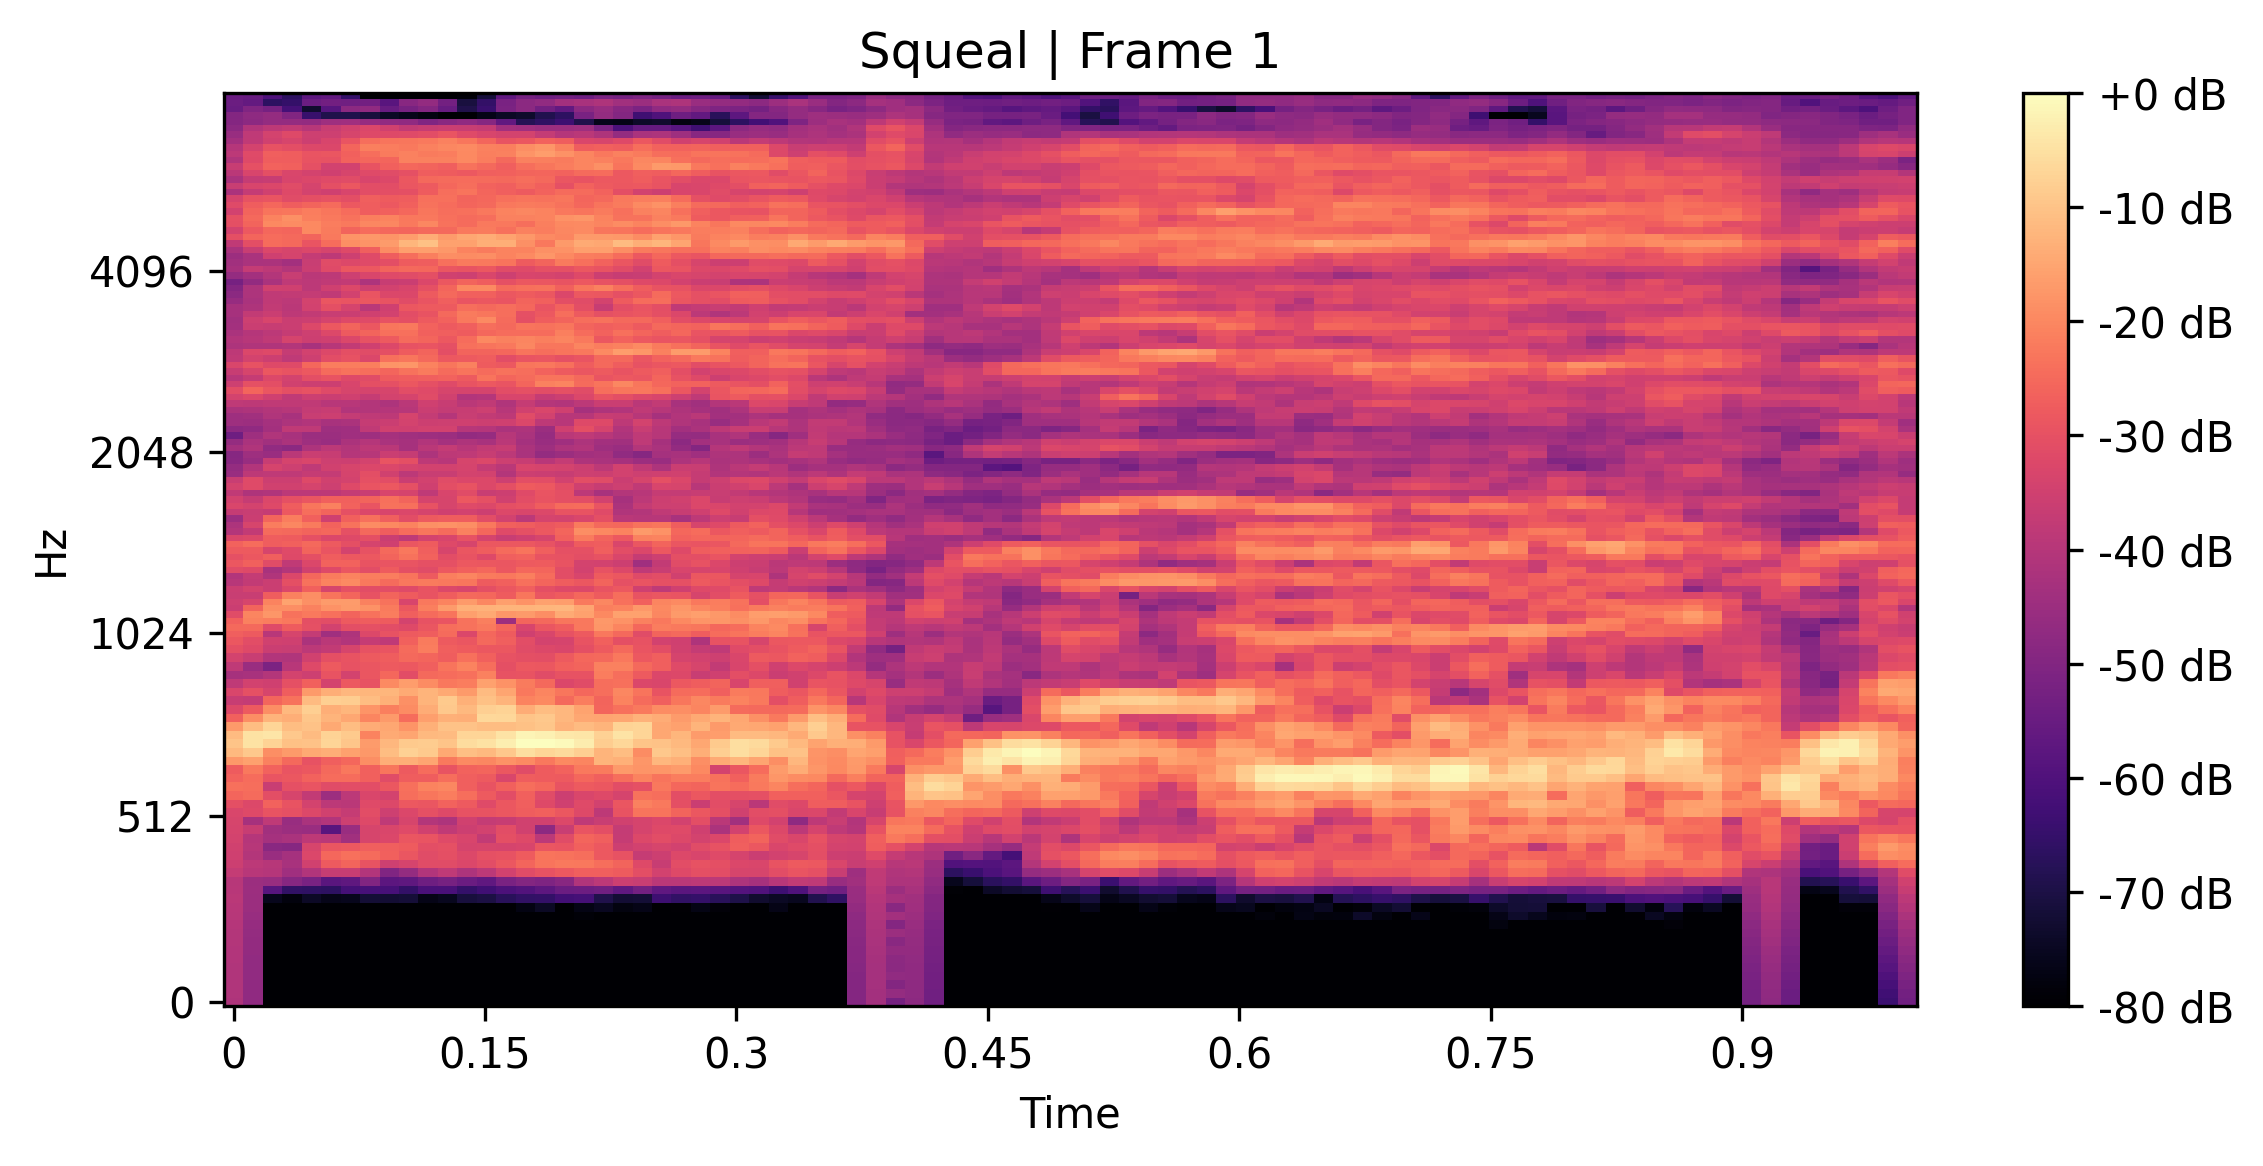 Squeal | Frame 1
Hz
4096
2048
1024
512
0
0 0.15 0.3 0.45 0.6 0.75 0.9
Time
+0 dB
-10 dB
-20 dB
-30 dB
-40 dB
-50 dB
-60 dB
-70 dB
-80 dB